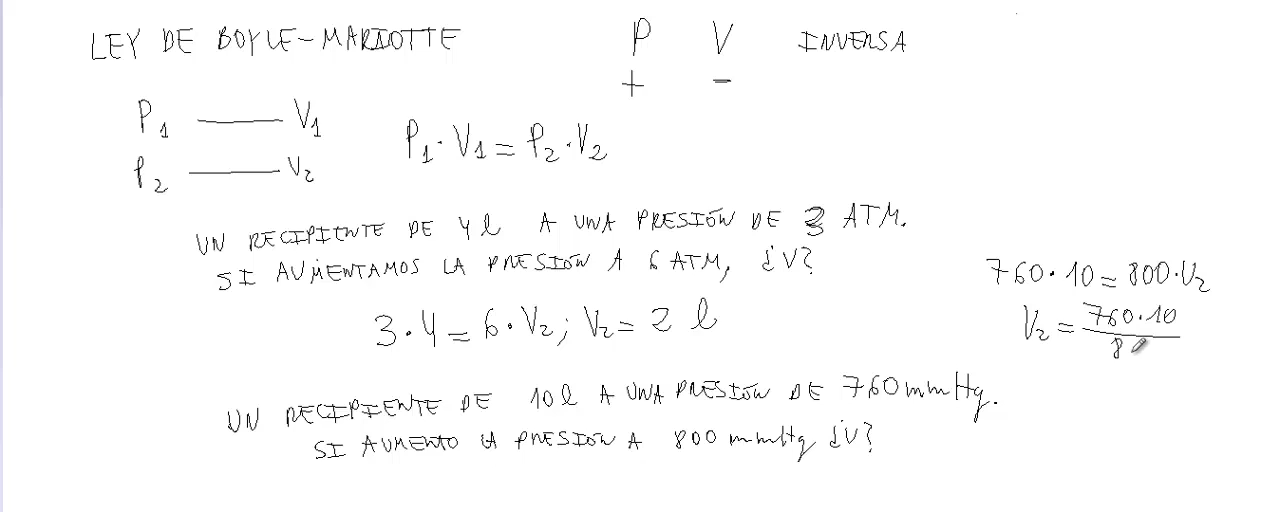 LEY DE BOYLE-MARIOTTE P V INVERSA
+ -
P1 —— V1
P2 —— V2
P1·V1=P2·V2
UN RECIPIENTE DE 4 l A UNA PRESIÓN DE 3 ATM.
SI AUMENTAMOS LA PRESIÓN A 6 ATM, ¿V?
3·4=6·V2; V2=2 l
760·10=800·V2
V2=760·10/80
UN RECIPIENTE DE 10 l A UNA PRESIÓN DE 760 mmHg.
SI AUMENTO LA PRESIÓN A 800 mmHg ¿V?